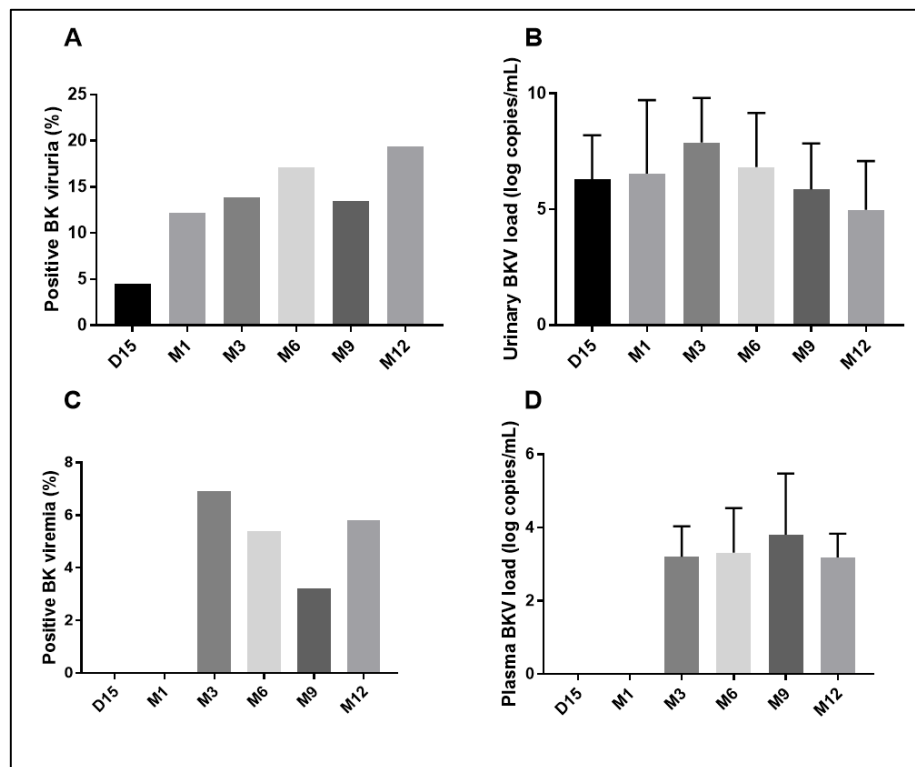 A
Positive BK viruria (%)
25
20
15
10
5
0
D15 M1 M3 M6 M9 M12
B
Urinary BKV load (log copies/mL)
10
5
0
D15 M1 M3 M6 M9 M12
C
Positive BK viremia (%)
8
6
4
2
0
D15 M1 M3 M6 M9 M12
D
Plasma BKV load (log copies/mL)
6
4
2
0
D15 M1 M3 M6 M9 M12